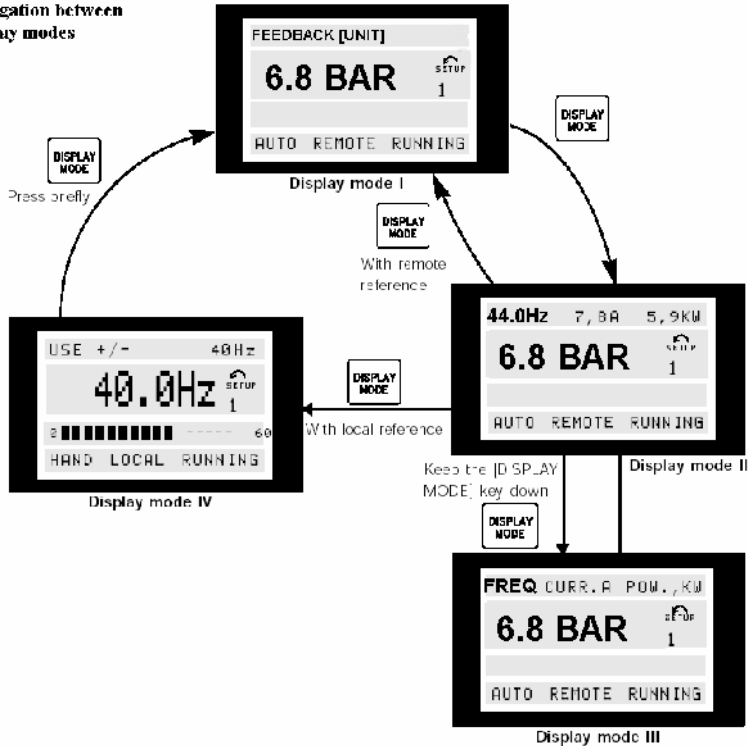 gation between
ay modes
FEEDBACK [UNIT]
6.8 BAR
SETUP
1
AUTO REMOTE RUNNING
Display mode I
DISPLAY
MODE
DISPLAY
MODE
Press
DISPLAY
MODE
With remote
reference
44.0Hz 7,8A 5,9KW
6.8 BAR
SETUP
1
AUTO REMOTE RUNNING
Display mode II
USE +/- 40Hz
40.0Hz
SETUP
1
0 ----- 60
HAND LOCAL RUNNING
Display mode IV
DISPLAY
MODE
With local reference
Keep the [DISPLAY
MODE] key down
DISPLAY
MODE
FREQ CURR.A POW.,KW
6.8 BAR
SETUP
1
AUTO REMOTE RUNNING
Display mode III